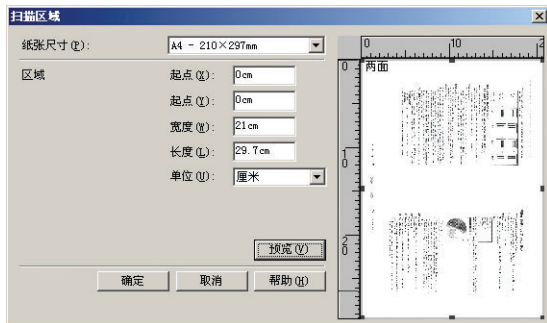 扫描区域
纸张尺寸(P): A4 - 210×297mm
区域 起点(X): 0cm
起点(Y): 0cm
宽度(W): 21cm
长度(L): 29.7cm
单位(U): 厘米
预览(V)
确定 取消 帮助(H)
0 10 2
0 两面
10
20